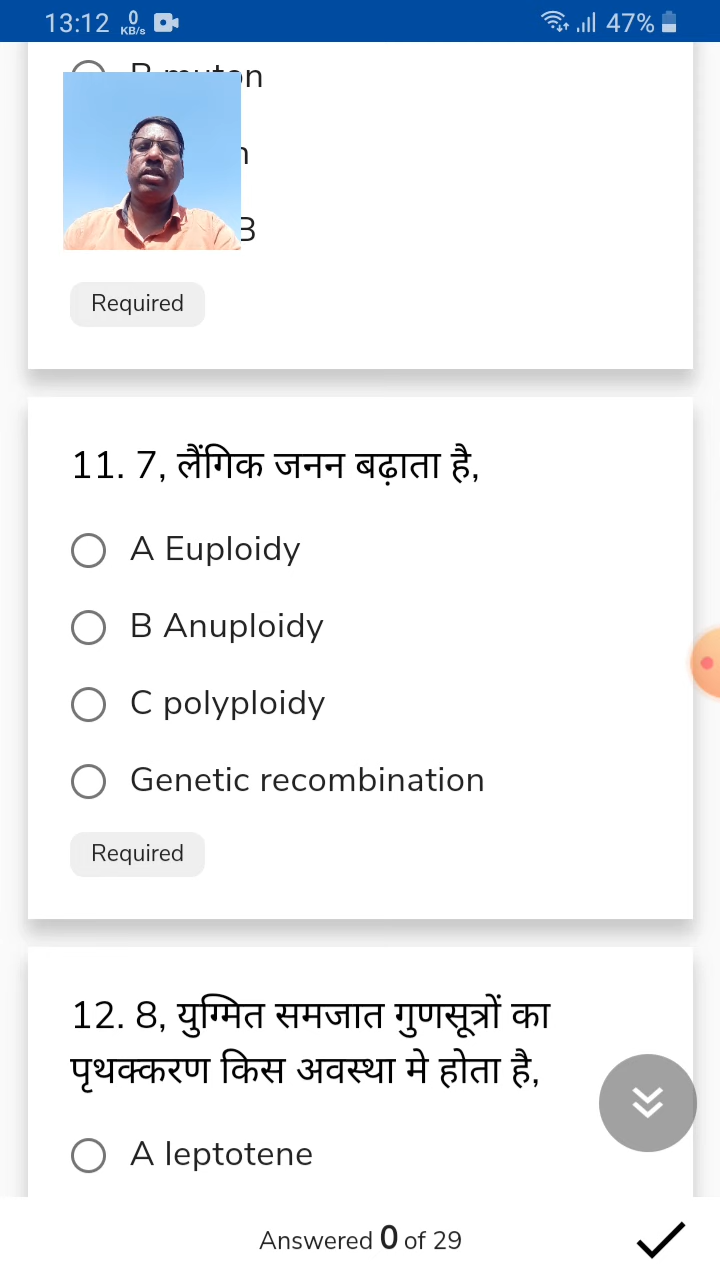 13:12 0 KB/s 47%
B muton
B
Required
11. 7, लैंगिक जनन बढ़ाता है,
A Euploidy
B Anuploidy
C polyploidy
Genetic recombination
Required
12. 8, युग्मित समजात गुणसूत्रों का
पृथक्करण किस अवस्था मे होता है,
A leptotene
Answered 0 of 29